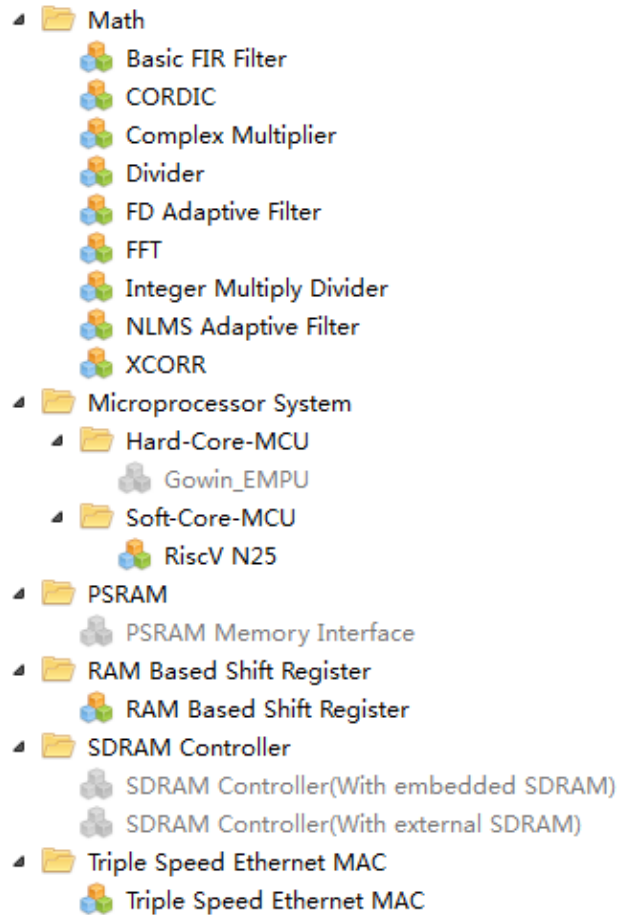 Math
Basic FIR Filter
CORDIC
Complex Multiplier
Divider
FD Adaptive Filter
FFT
Integer Multiply Divider
NLMS Adaptive Filter
XCORR
Microprocessor System
Hard-Core-MCU
Gowin_EMPU
Soft-Core-MCU
RiscV N25
PSRAM
PSRAM Memory Interface
RAM Based Shift Register
RAM Based Shift Register
SDRAM Controller
SDRAM Controller(With embedded SDRAM)
SDRAM Controller(With external SDRAM)
Triple Speed Ethernet MAC
Triple Speed Ethernet MAC